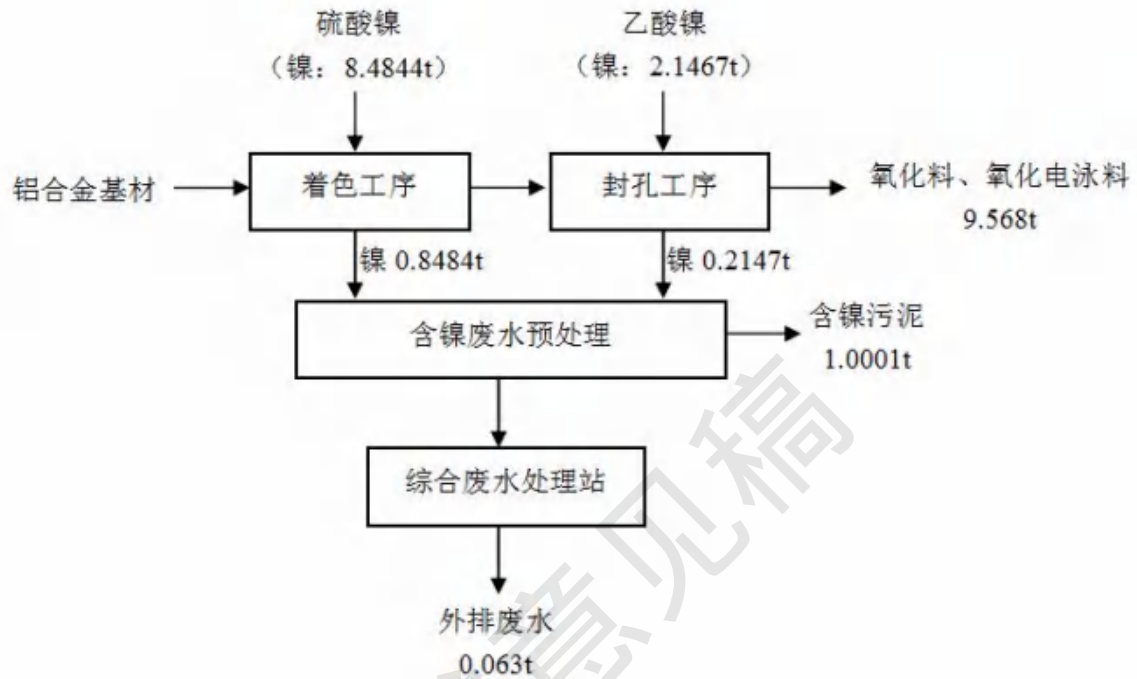 硫酸镍
（镍：8.4844t）
乙酸镍
（镍：2.1467t）
铝合金基材
着色工序
封孔工序
氧化料、氧化电泳料
9.568t
镍 0.8484t
镍 0.2147t
含镍废水预处理
含镍污泥
1.0001t
综合废水处理站
外排废水
0.063t
意见稿